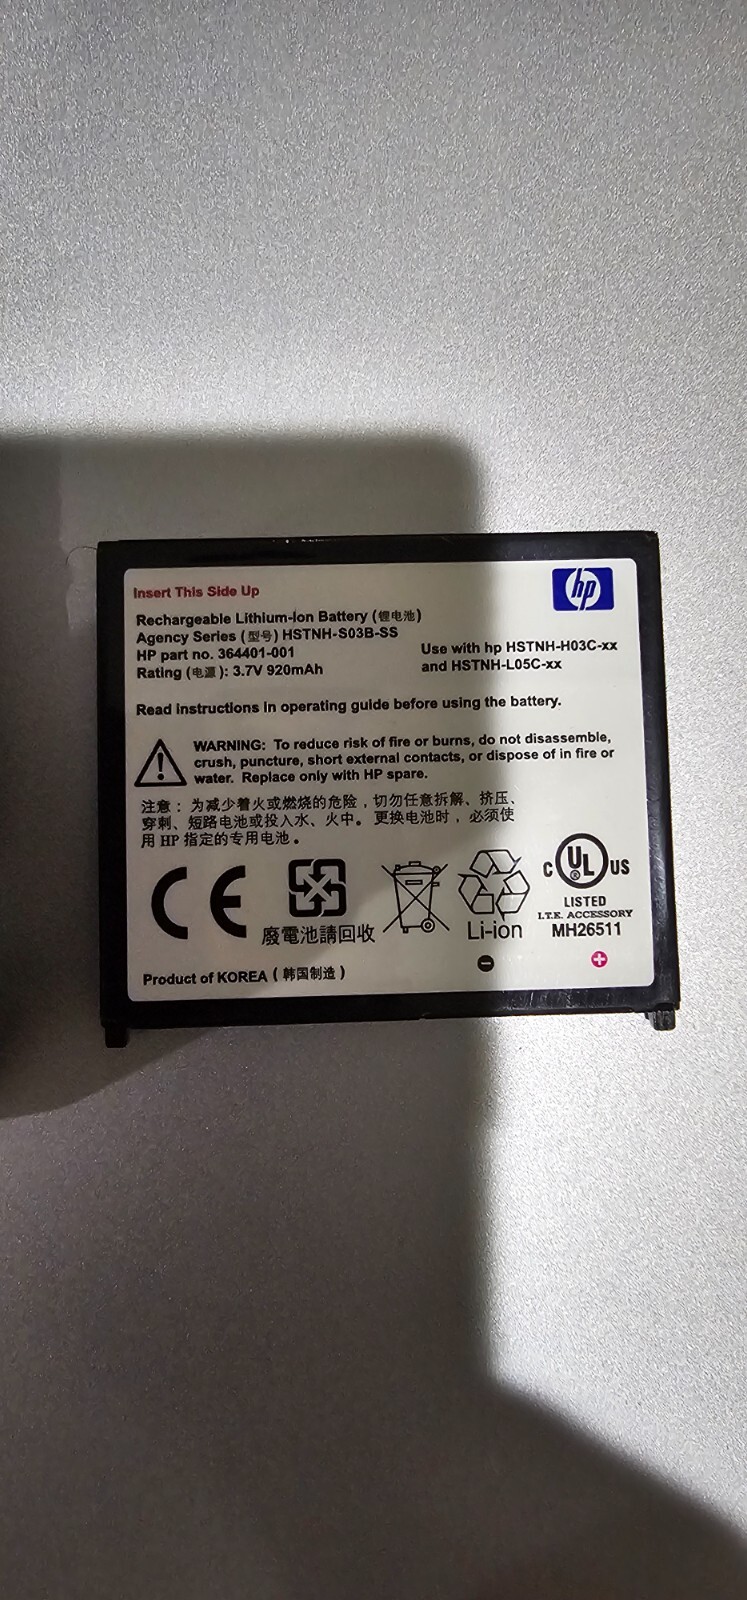 Insert This Side Up
hp
Rechargeable Lithium-Ion Battery (锂电池)
Agency Series (型号) HSTNH-S03B-SS
HP part no. 364401-001
Rating (电源): 3.7V 920mAh
Use with hp HSTNH-H03C-xx
and HSTNH-L05C-xx
Read instructions in operating guide before using the battery.
WARNING: To reduce risk of fire or burns, do not disassemble,
crush, puncture, short external contacts, or dispose of in fire or
water. Replace only with HP spare.
注意：为减少着火或燃烧的危险，切勿任意拆解、挤压、
穿刺、短路电池或投入水、火中。更换电池时，必须使
用 HP 指定的专用电池。
CE
廢電池請回收
Li-ion
C UL® US
LISTED
I.T.E. ACCESSORY
MH26511
Product of KOREA (韩国制造)